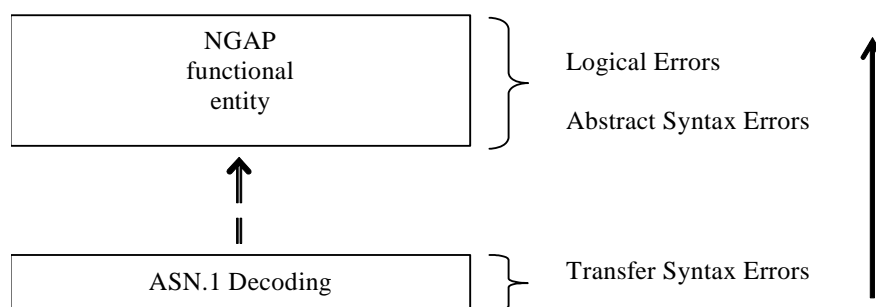 NGAP
functional
entity
Logical Errors
Abstract Syntax Errors
ASN.1 Decoding
Transfer Syntax Errors